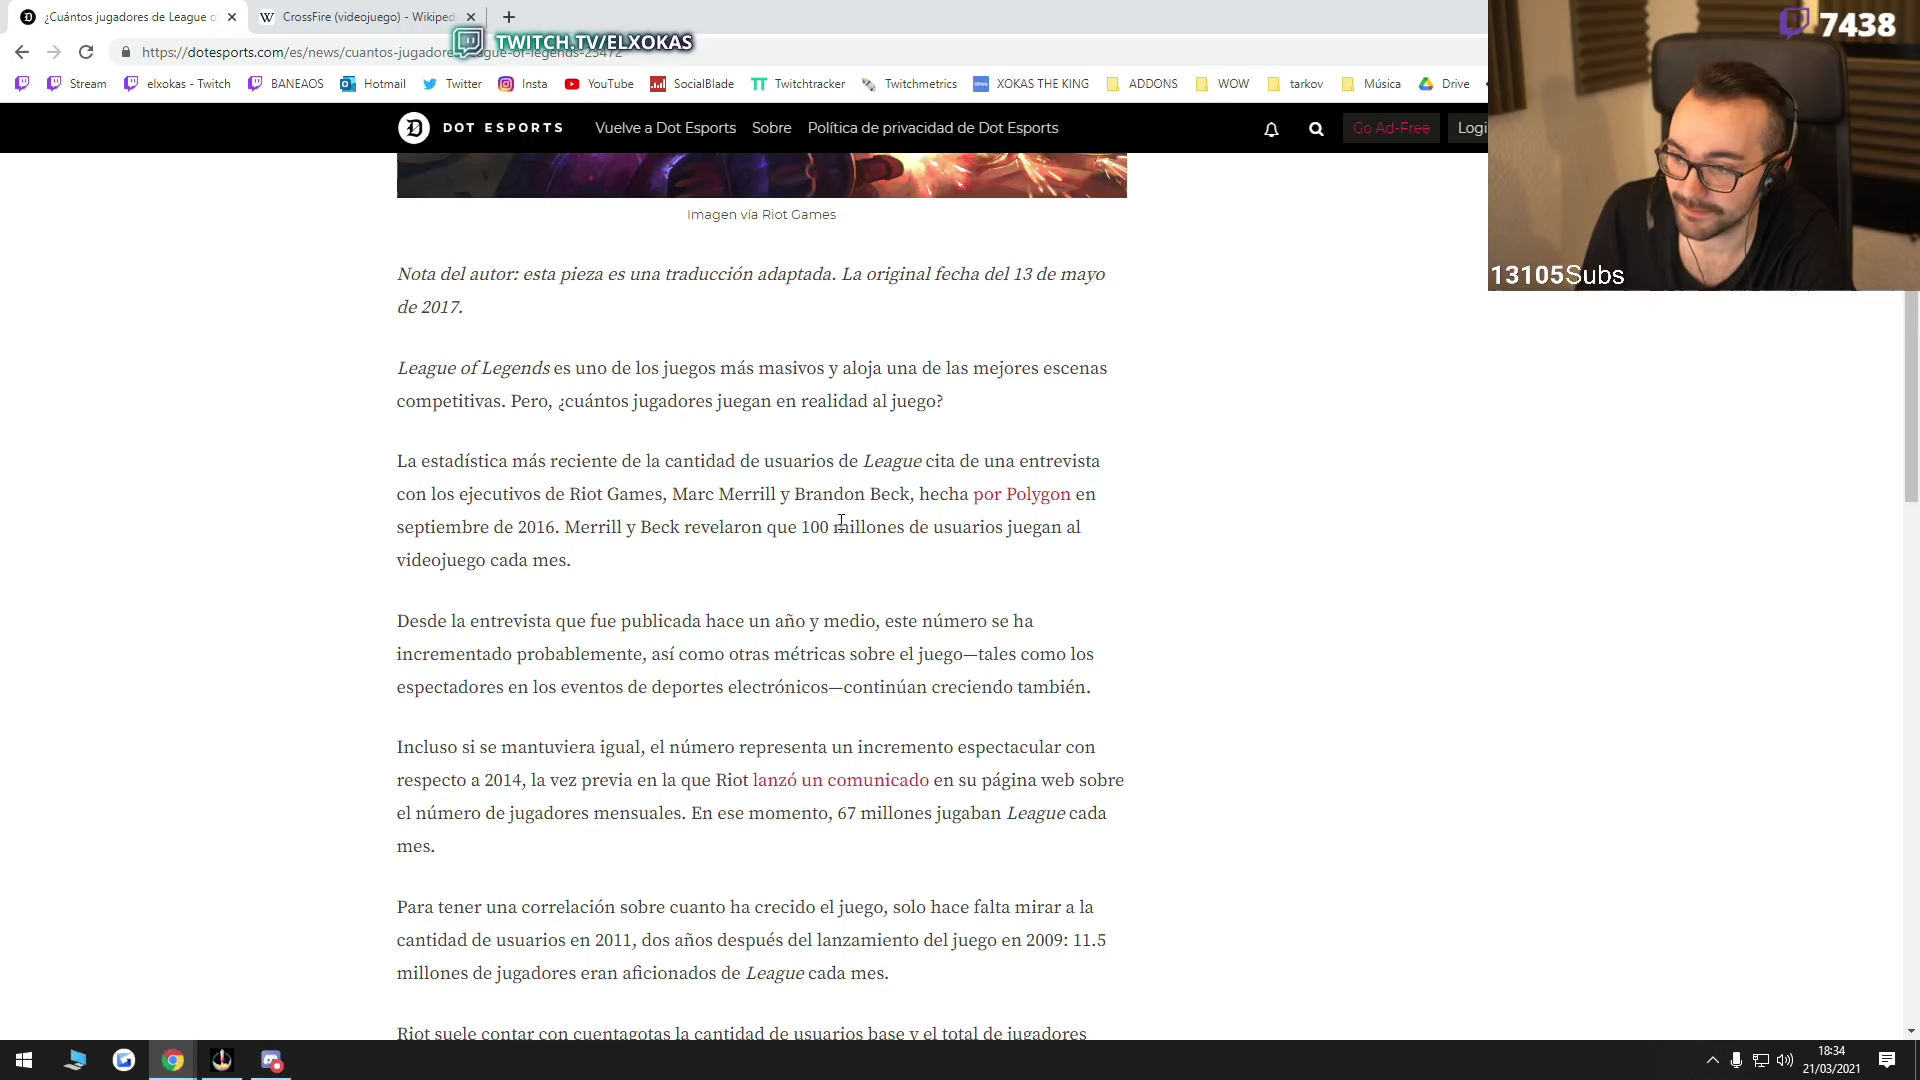 ¿Cuántos jugadores de League o
CrossFire (videojuego) - Wikiped
TWITCH.TV/ELXOKAS
7438
https://dotesports.com/es/news/cuantos-jugadore
gue-of-legends-23472
Stream
elxokas - Twitch
BANEAOS
Hotmail
Twitter
Insta
YouTube
SocialBlade
Twitchtracker
Twitchmetrics
XOKAS THE KING
ADDONS
WOW
tarkov
Música
Drive
DOT ESPORTS
Vuelve a Dot Esports
Sobre
Política de privacidad de Dot Esports
Go Ad-Free
Logi
13105Subs
Imagen vía Riot Games
Nota del autor: esta pieza es una traducción adaptada. La original fecha del 13 de mayo
de 2017.
League of Legends es uno de los juegos más masivos y aloja una de las mejores escenas
competitivas. Pero, ¿cuántos jugadores juegan en realidad al juego?
La estadística más reciente de la cantidad de usuarios de League cita de una entrevista
con los ejecutivos de Riot Games, Marc Merrill y Brandon Beck, hecha por Polygon en
septiembre de 2016. Merrill y Beck revelaron que 100 millones de usuarios juegan al
videojuego cada mes.
Desde la entrevista que fue publicada hace un año y medio, este número se ha
incrementado probablemente, así como otras métricas sobre el juego—tales como los
espectadores en los eventos de deportes electrónicos—continúan creciendo también.
Incluso si se mantuviera igual, el número representa un incremento espectacular con
respecto a 2014, la vez previa en la que Riot lanzó un comunicado en su página web sobre
el número de jugadores mensuales. En ese momento, 67 millones jugaban League cada
mes.
Para tener una correlación sobre cuanto ha crecido el juego, solo hace falta mirar a la
cantidad de usuarios en 2011, dos años después del lanzamiento del juego en 2009: 11.5
millones de jugadores eran aficionados de League cada mes.
Riot suele contar con cuentagotas la cantidad de usuarios base y el total de jugadores
18:34
21/03/2021